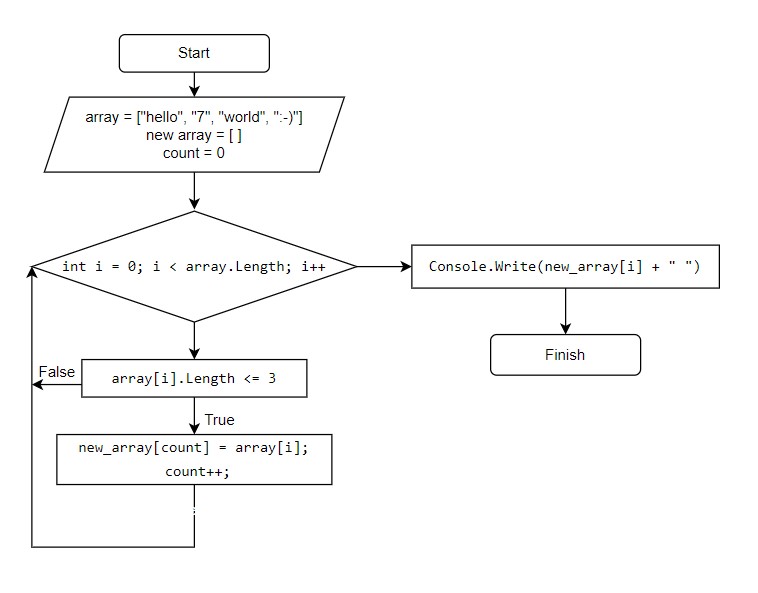 Start
array = ["hello", "7", "world", ":-)"]
new array = [ ]
count = 0
int i = 0; i < array.Length; i++
Console.Write(new_array[i] + " ")
Finish
array[i].Length <= 3
False
True
new_array[count] = array[i];
count++;